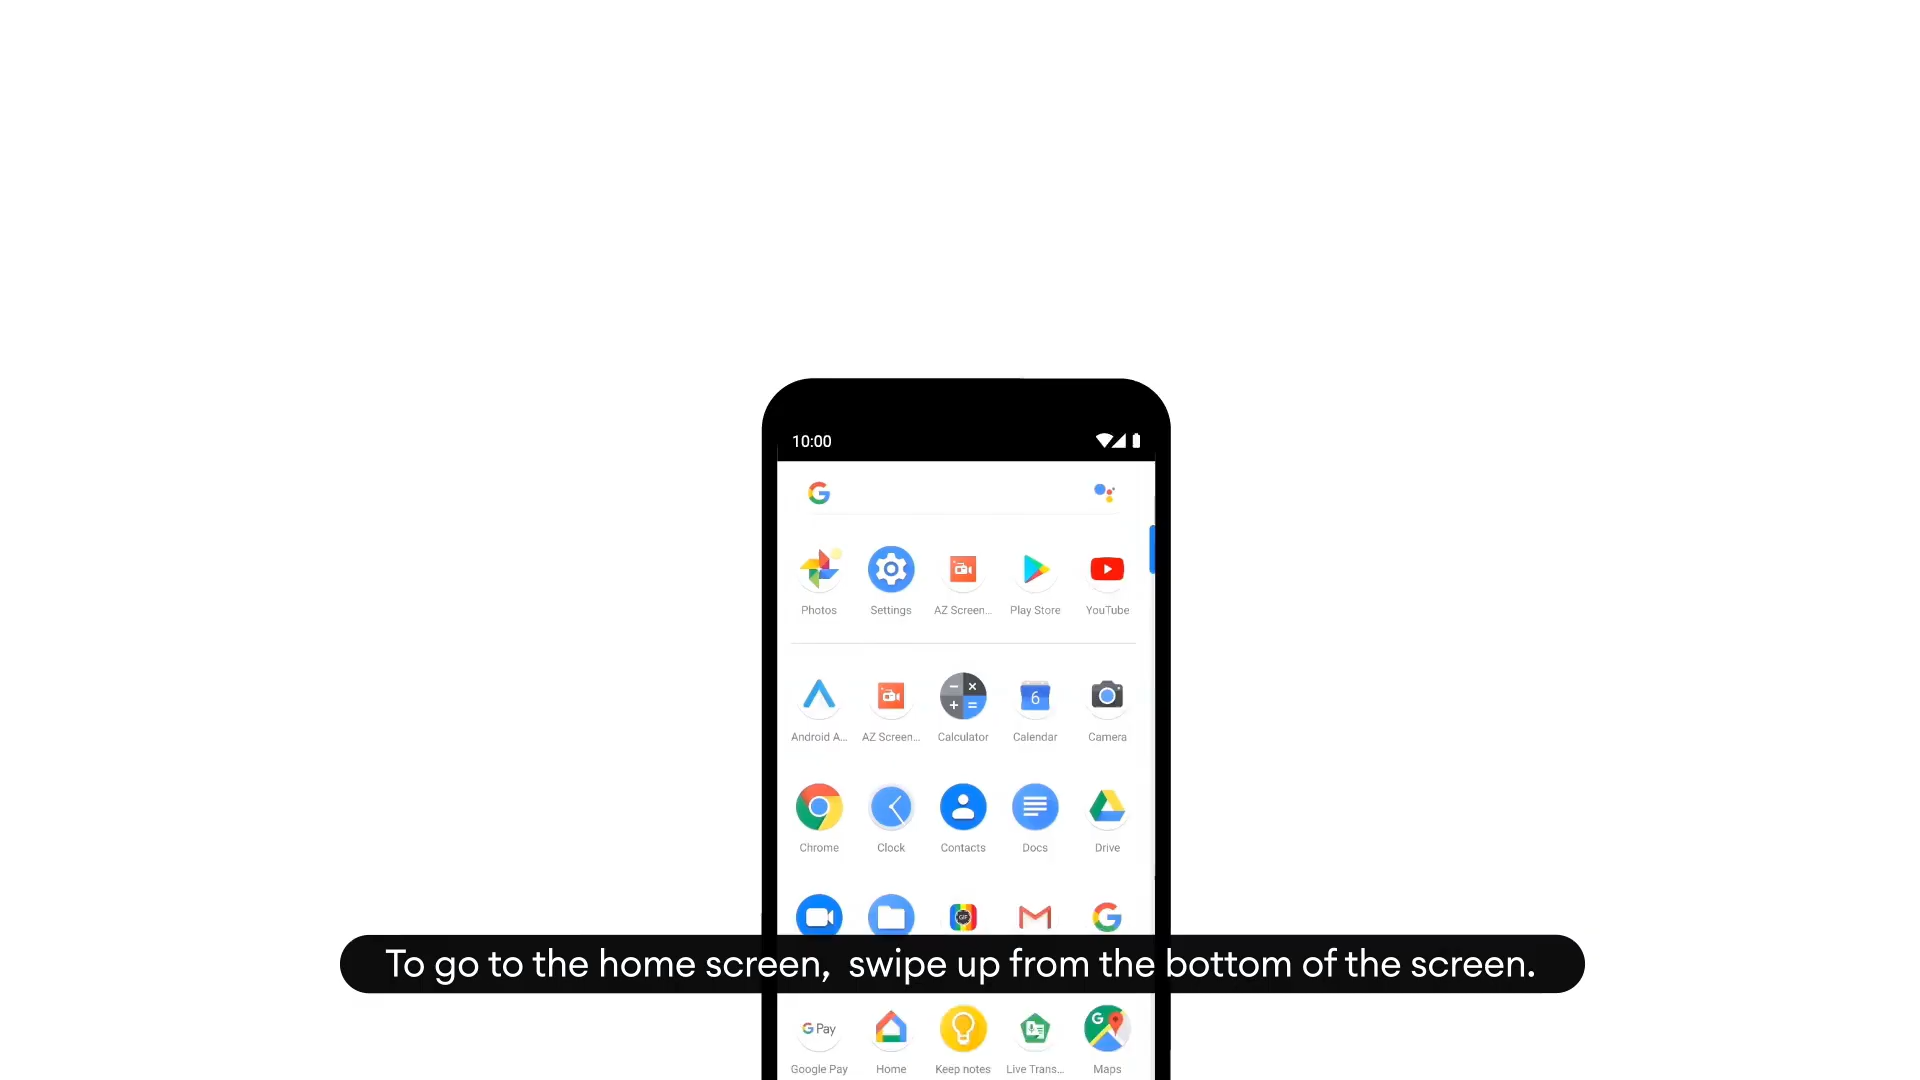 10:00
Photos Settings AZ Screen... Play Store YouTube
Android A... AZ Screen... Calculator 6 Calendar Camera
Chrome Clock Contacts Docs Drive
GIF
To go to the home screen, swipe up from the bottom of the screen.
G Pay
Google Pay Home Keep notes Live Trans... Maps